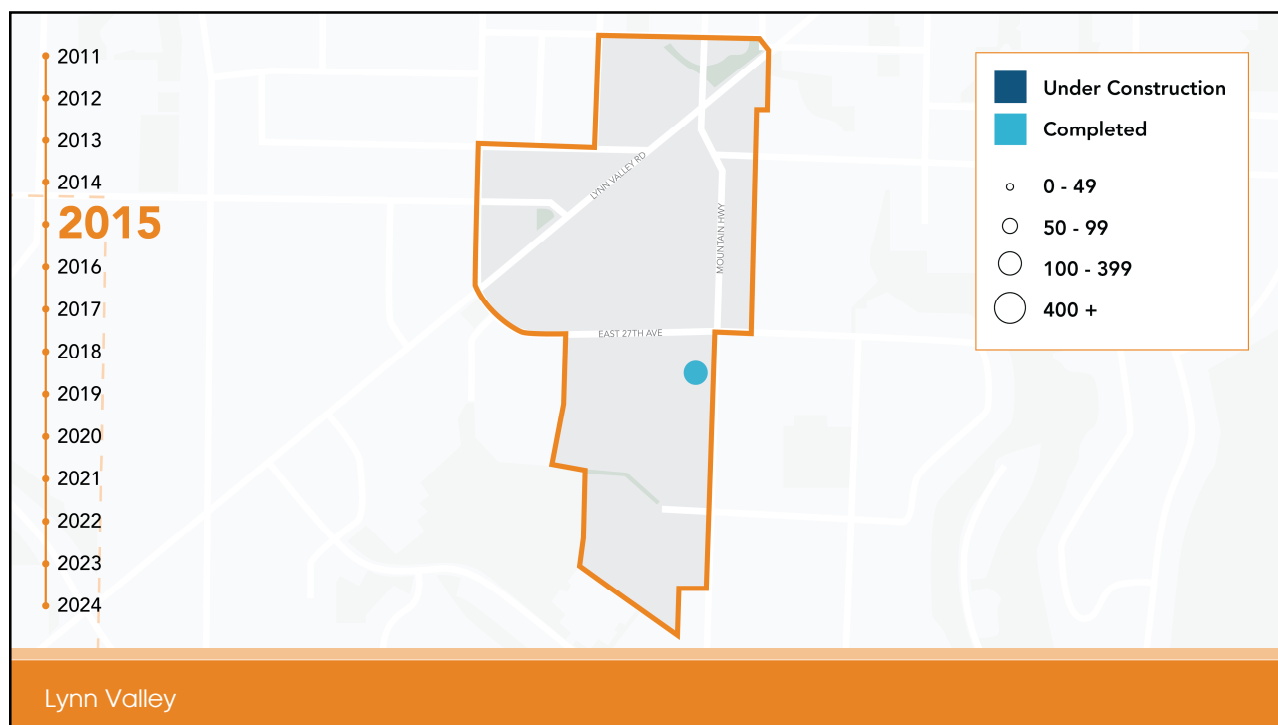 2011
2012
2013
2014
2015
2016
2017
2018
2019
2020
2021
2022
2023
2024
LYNN VALLEY RD
MOUNTAIN HWY
EAST 27TH AVE
Under Construction
Completed
0 - 49
50 - 99
100 - 399
400 +
Lynn Valley